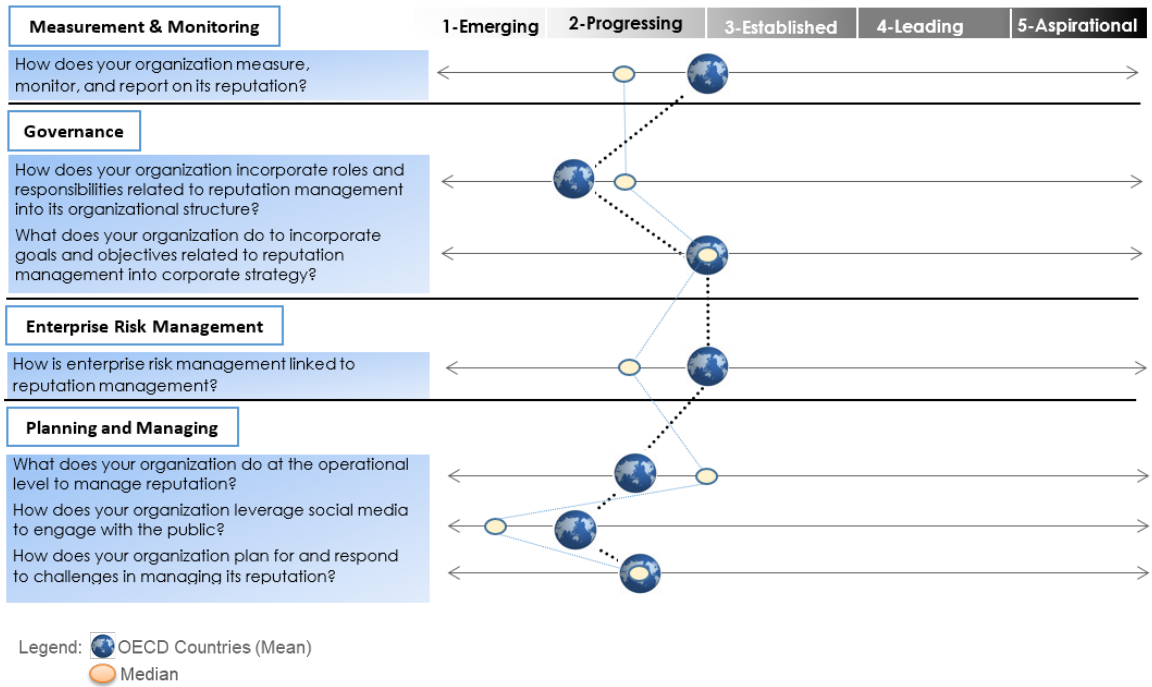 Measurement & Monitoring
1-Emerging
2-Progressing
3-Established
4-Leading
5-Aspirational
How does your organization measure,
monitor, and report on its reputation?
Governance
How does your organization incorporate roles and
responsibilities related to reputation management
into its organizational structure?
What does your organization do to incorporate
goals and objectives related to reputation
management into corporate strategy?
Enterprise Risk Management
How is enterprise risk management linked to
reputation management?
Planning and Managing
What does your organization do at the operational
level to manage reputation?
How does your organization leverage social media
to engage with the public?
How does your organization plan for and respond
to challenges in managing its reputation?
Legend:
OECD Countries (Mean)
Median